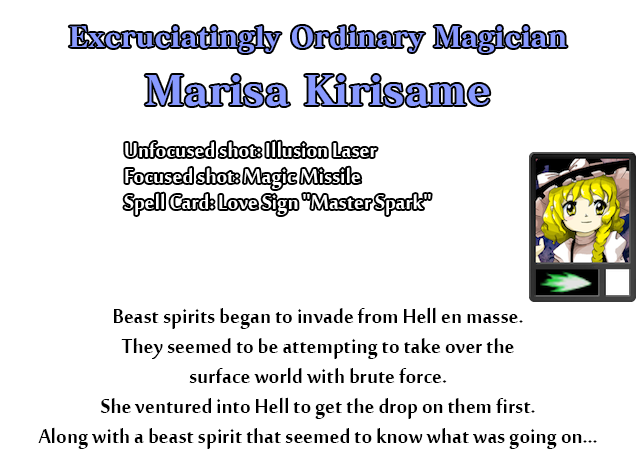 Excruciatingly Ordinary Magician
Marisa Kirisame
Unfocused shot: Illusion Laser
Focused shot: Magic Missile
Spell Card: Love Sign "Master Spark"
Beast spirits began to invade from Hell en masse.
They seemed to be attempting to take over the
surface world with brute force.
She ventured into Hell to get the drop on them first.
Along with a beast spirit that seemed to know what was going on...